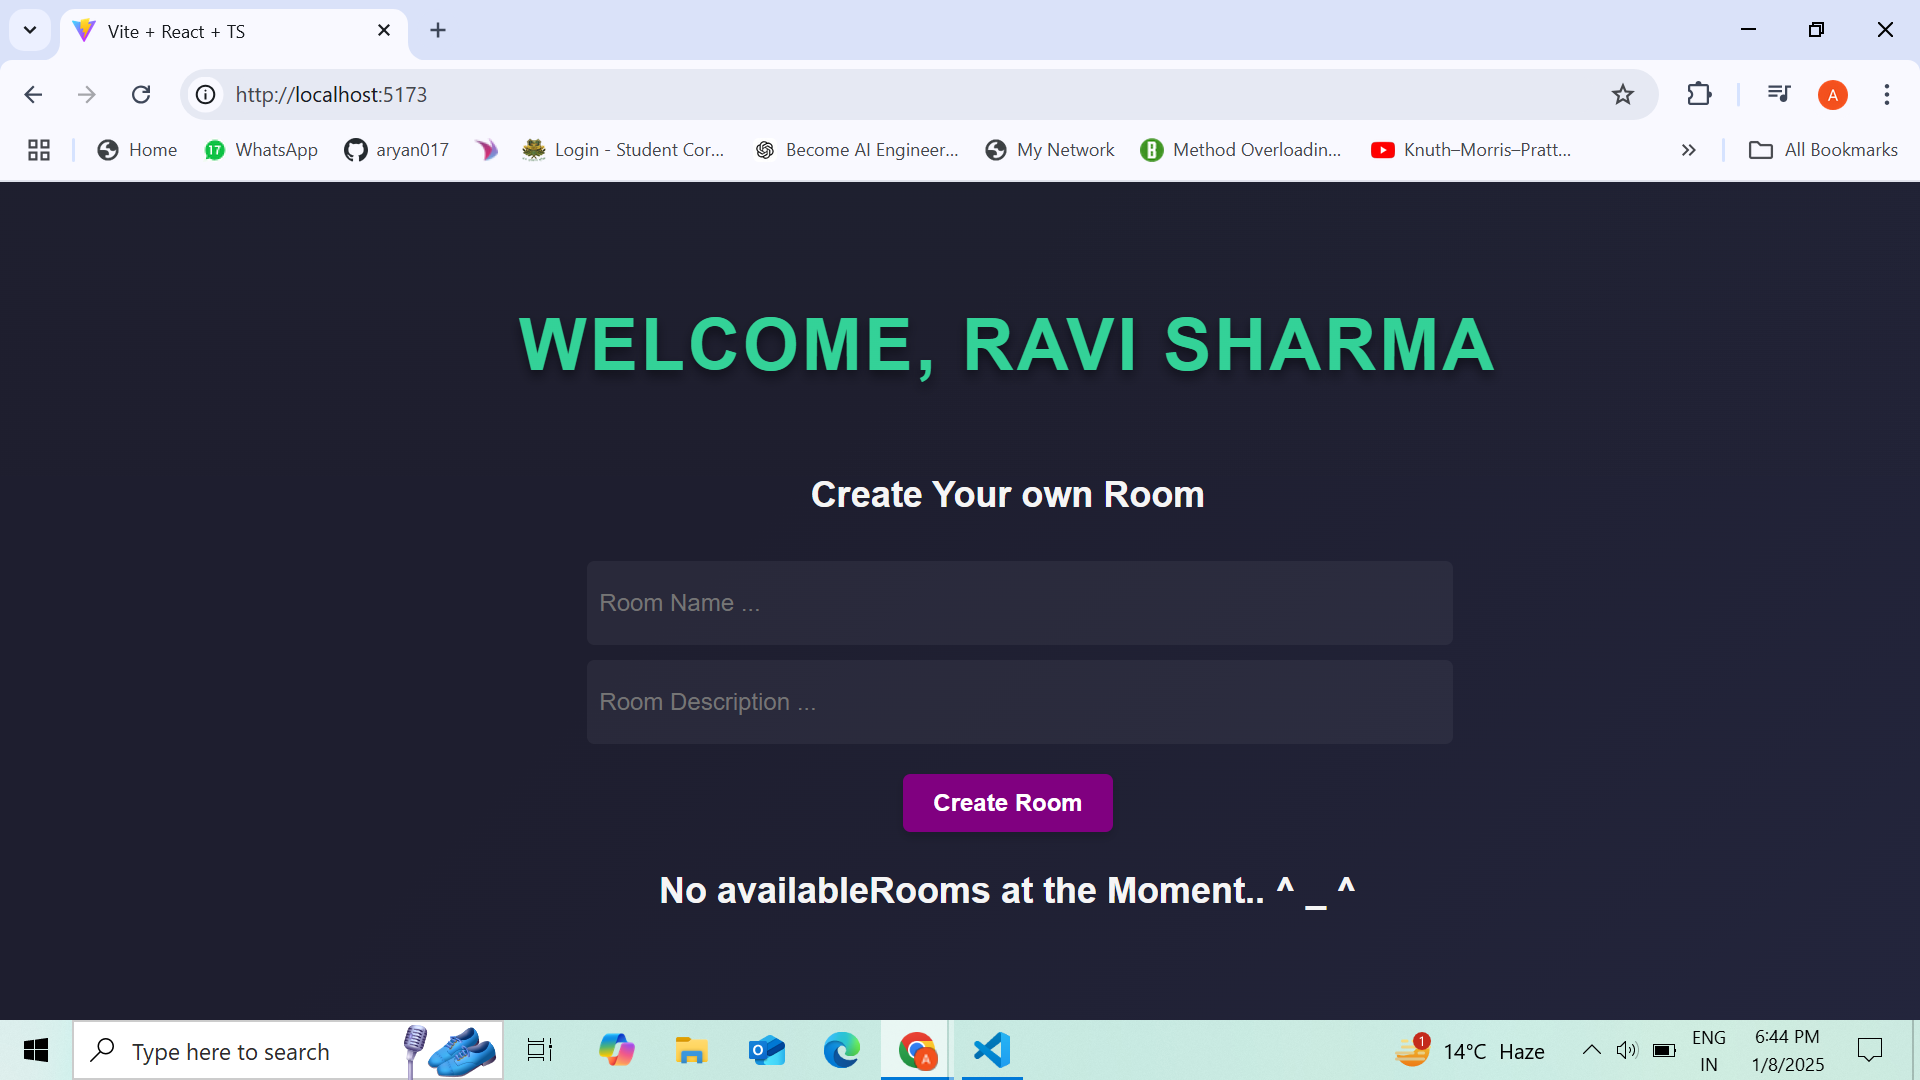 Vite + React + TS
http://localhost:5173
A
Home
17
WhatsApp
aryan017
Login - Student Cor...
Become AI Engineer...
My Network
B
Method Overloadin...
Knuth–Morris–Pratt...
All Bookmarks
WELCOME, RAVI SHARMA
Create Your own Room
Room Name ...
Room Description ...
Create Room
No availableRooms at the Moment.. ^ _ ^
Type here to search
A
1
14°C Haze
ENG
IN
6:44 PM
1/8/2025